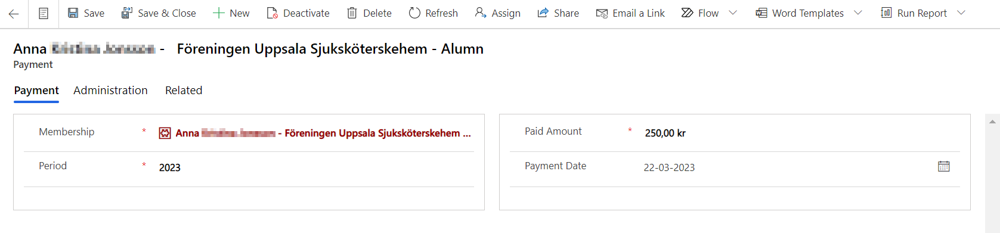 Save Save & Close New Deactivate Delete Refresh Assign Share Email a Link Flow Word Templates Run Report
Anna - Föreningen Uppsala Sjuksköterskehem - Alumn
Payment
Payment Administration Related
Membership * Anna - Föreningen Uppsala Sjuksköterskehem ...
Period * 2023
Paid Amount * 250,00 kr
Payment Date 22-03-2023